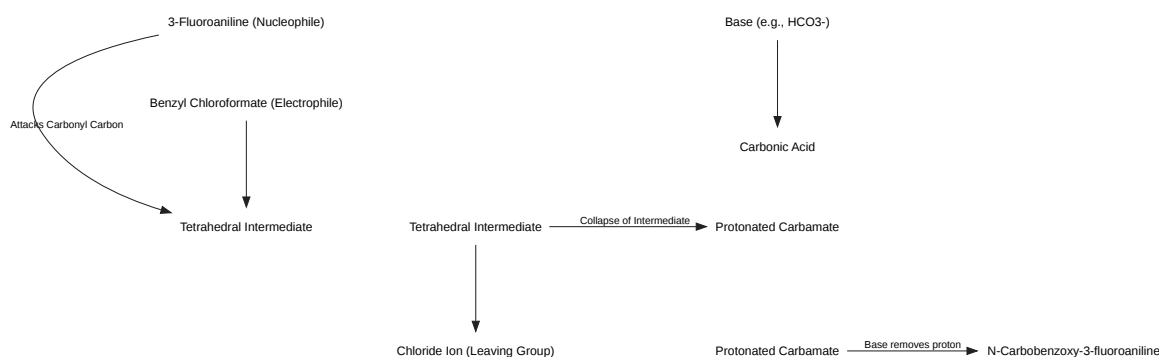 3-Fluoroaniline (Nucleophile)
Base (e.g., HCO3-)
Benzyl Chloroformate (Electrophile)
Attacks Carbonyl Carbon
Carbonic Acid
Tetrahedral Intermediate
Tetrahedral Intermediate
Collapse of Intermediate
Protonated Carbamate
Chloride Ion (Leaving Group)
Protonated Carbamate
Base removes proton
N-Carbobenzoxy-3-fluoroaniline